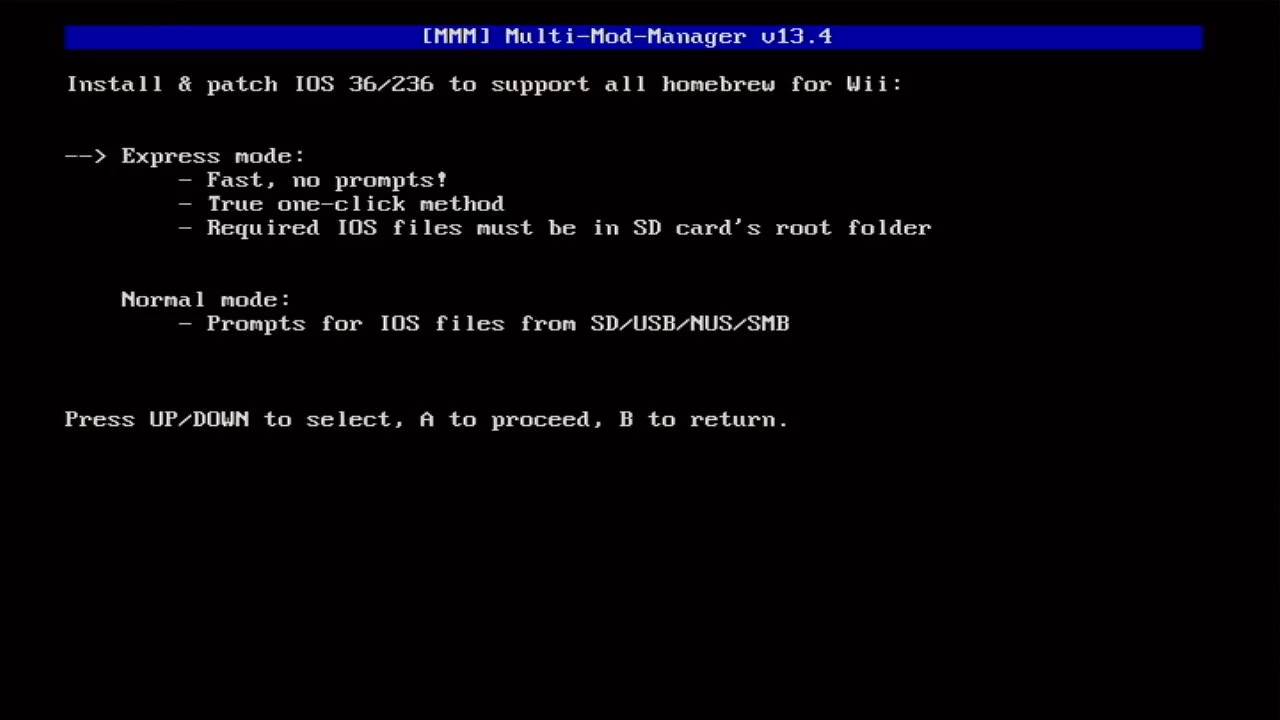 [MMM] Multi-Mod-Manager v13.4
Install & patch IOS 36/236 to support all homebrew for Wii:
--> Express mode:
- Fast, no prompts!
- True one-click method
- Required IOS files must be in SD card's root folder
Normal mode:
- Prompts for IOS files from SD/USB/NUS/SMB
Press UP/DOWN to select, A to proceed, B to return.